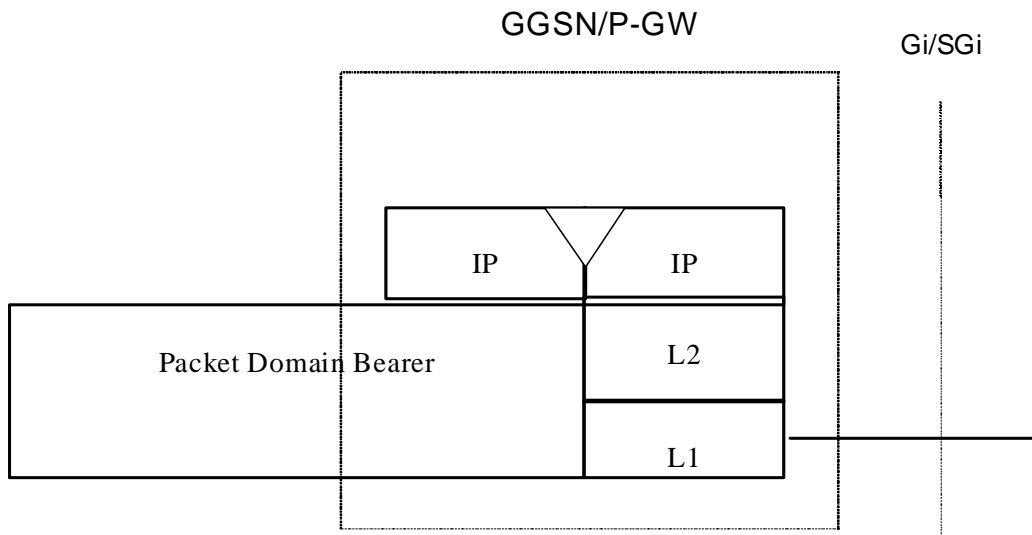 GGSN/P-GW
Gi/SGi
IP
IP
Packet Domain Bearer
L2
L1